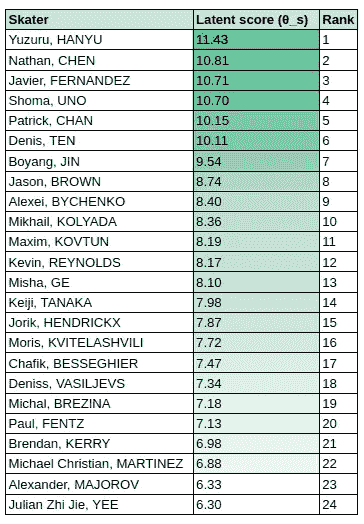 Skater Latent score (θ_s) Rank
Yuzuru, HANYU 11.43 1
Nathan, CHEN 10.81 2
Javier, FERNANDEZ 10.71 3
Shoma, UNO 10.70 4
Patrick, CHAN 10.15 5
Denis, TEN 10.11 6
Boyang, JIN 9.54 7
Jason, BROWN 8.74 8
Alexei, BYCHENKO 8.40 9
Mikhail, KOLYADA 8.36 10
Maxim, KOVTUN 8.19 11
Kevin, REYNOLDS 8.17 12
Misha, GE 8.10 13
Keiji, TANAKA 7.98 14
Jorik, HENDRICKX 7.87 15
Moris, KVITELASHVILI 7.72 16
Chafik, BESSEGHIER 7.47 17
Deniss, VASILJEVS 7.34 18
Michal, BREZINA 7.18 19
Paul, FENTZ 7.13 20
Brendan, KERRY 6.98 21
Michael Christian, MARTINEZ 6.88 22
Alexander, MAJOROV 6.33 23
Julian Zhi Jie, YEE 6.30 24